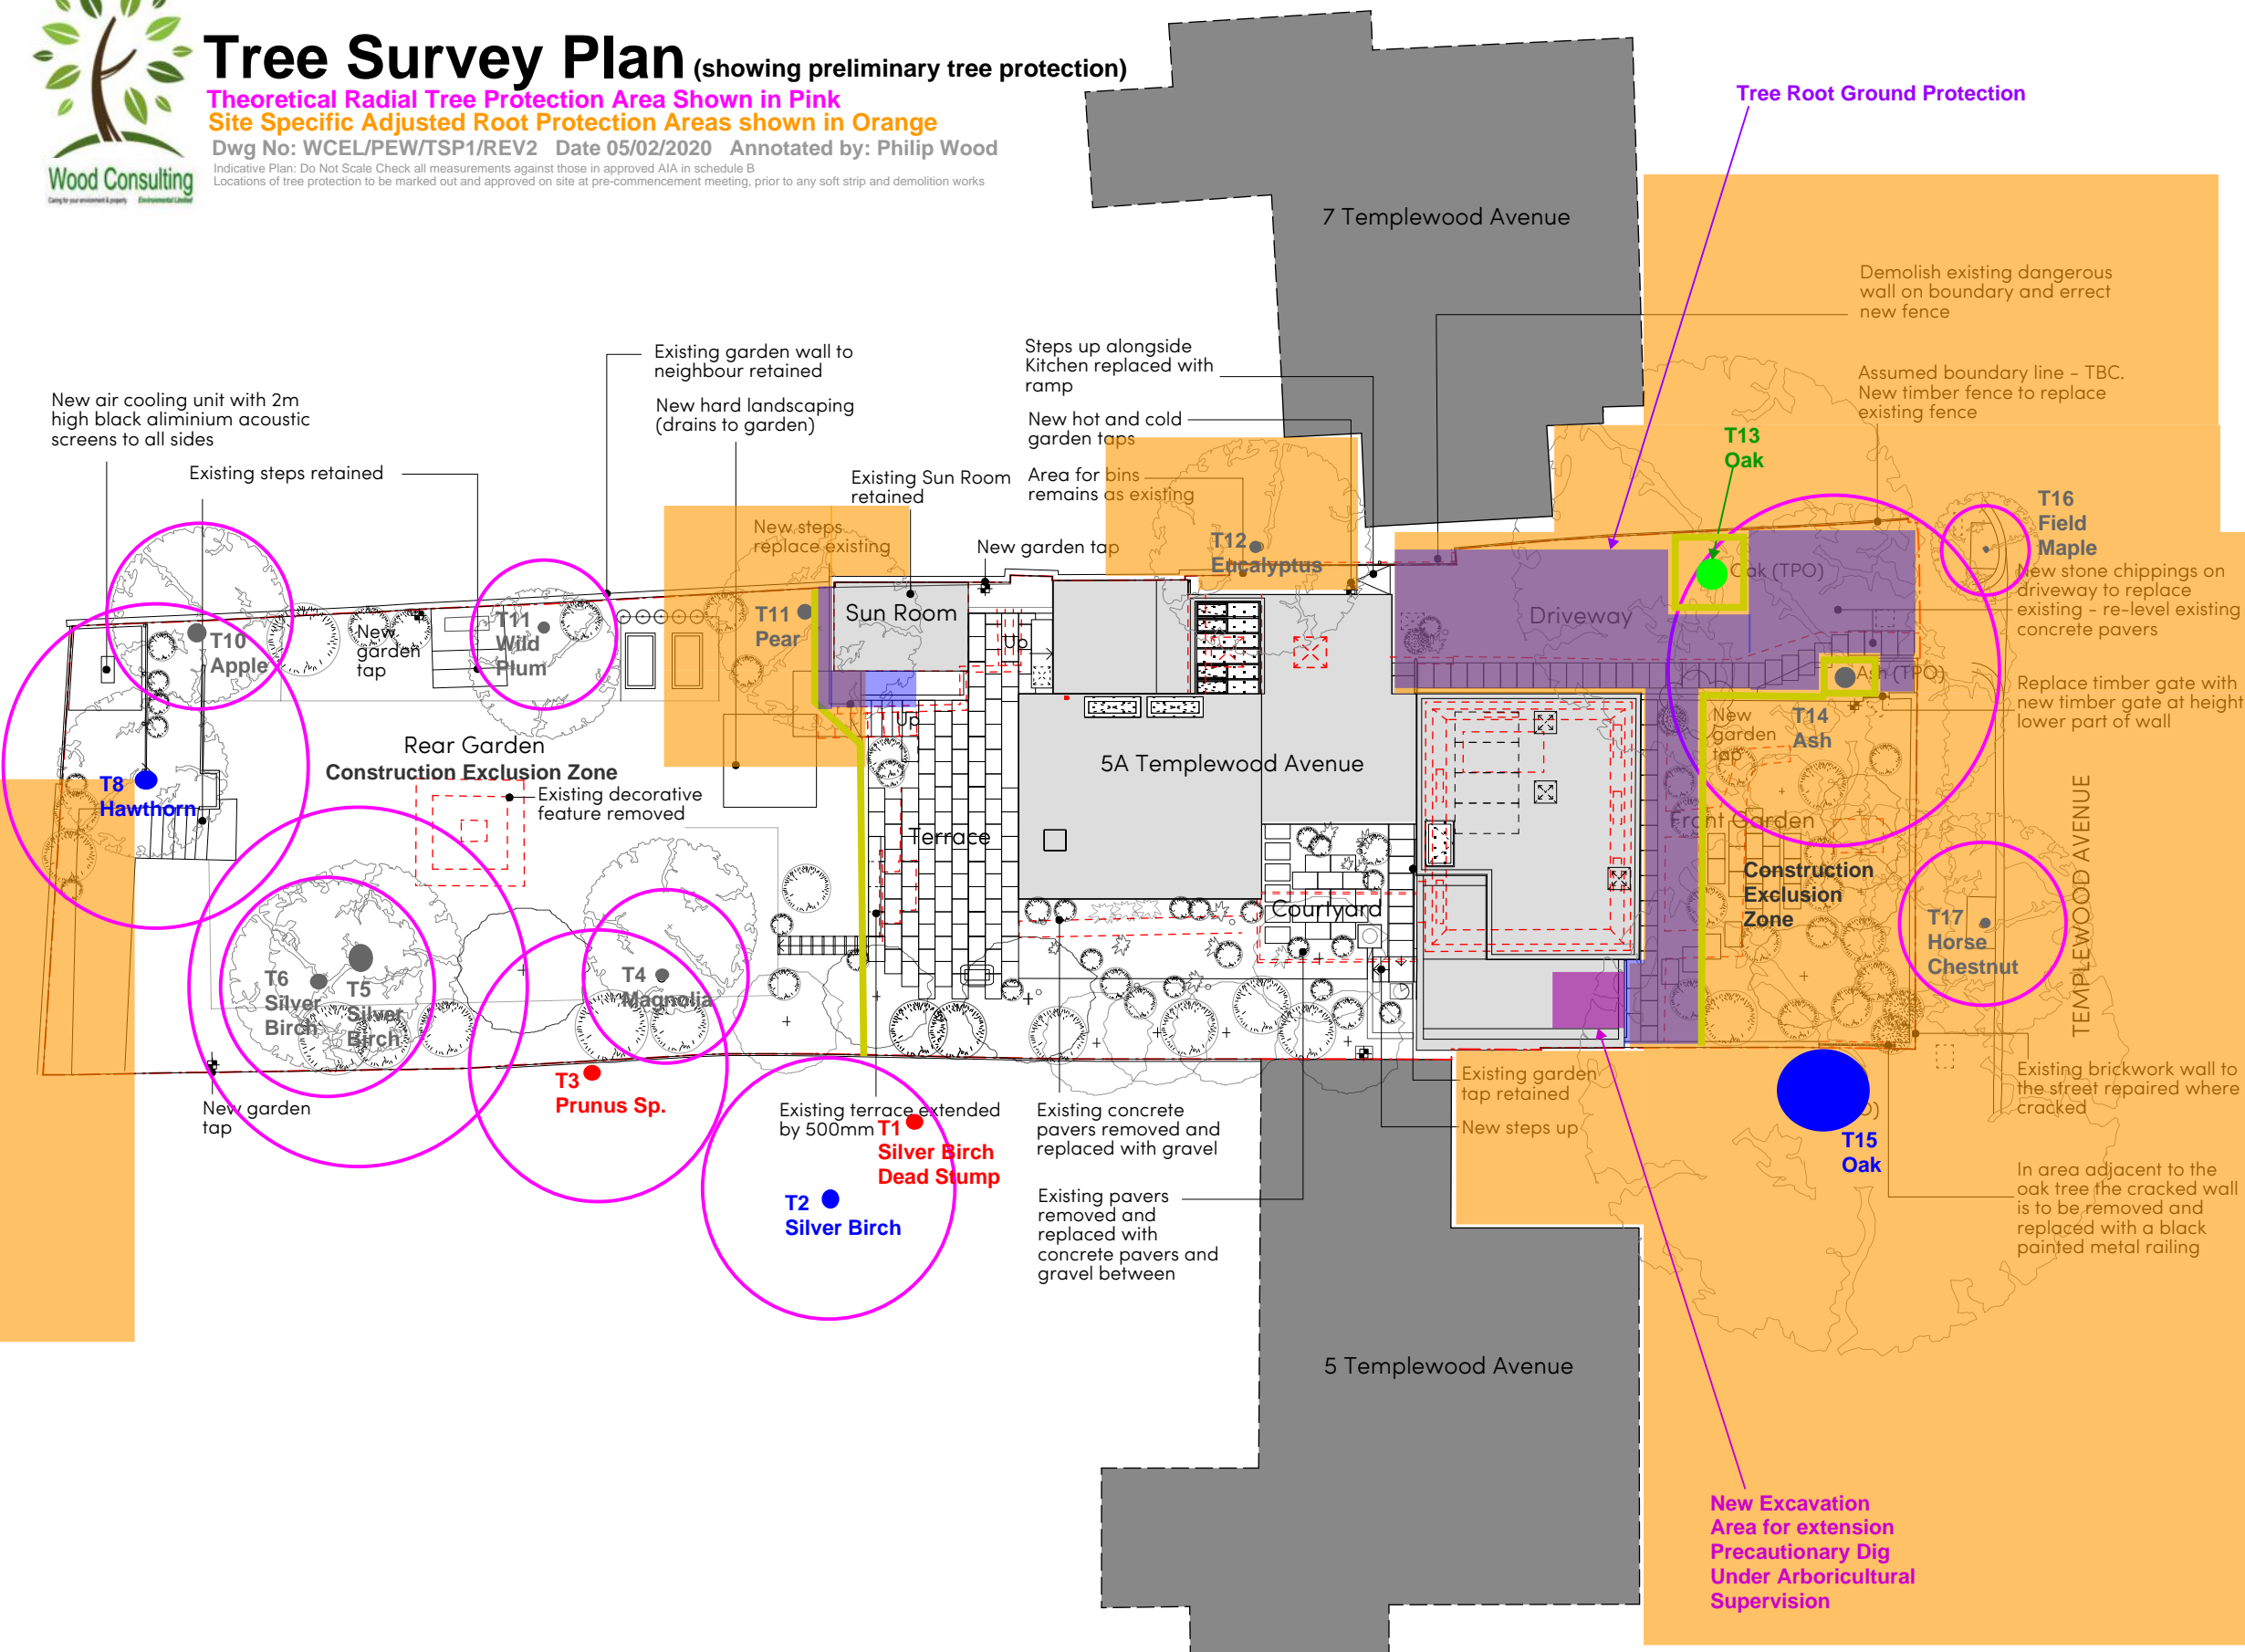 Tree Survey Plan (showing preliminary tree protection)
Theoretical Radial Tree Protection Area Shown in Pink
Site Specific Adjusted Root Protection Areas shown in Orange
Dwg No: WCEL/PEW/TSP1/REV2 Date 05/02/2020 Annotated by: Philip Wood
Indicative Plan: Do Not Scale Check all measurements against those in approved AIA in schedule B
Locations of tree protection to be marked out and approved on site at pre-commencement meeting, prior to any soft strip and demolition works
Wood Consulting
Caring for your environment & property Environmental Limited
Tree Root Ground Protection
7 Templewood Avenue
Demolish existing dangerous
wall on boundary and errect
new fence
Assumed boundary line - TBC.
New timber fence to replace
existing fence
Existing garden wall to
neighbour retained
Steps up alongside
Kitchen replaced with
ramp
New air cooling unit with 2m
high black aliminium acoustic
screens to all sides
New hard landscaping
(drains to garden)
New hot and cold
garden taps
Existing steps retained
Existing Sun Room
retained
Area for bins
remains as existing
New steps
replace existing
New garden tap
T12
Eucalyptus
T13
Oak
Oak (TPO)
T16
Field
Maple
New stone chippings on
driveway to replace
existing - re-level existing
concrete pavers
T10
Apple
New
garden
tap
T11
Wild
Plum
T11
Pear
Sun Room
Up
Driveway
Ash (TPO)
Replace timber gate with
new timber gate at height
lower part of wall
Up
New
garden
tap
T14
Ash
Rear Garden
Construction Exclusion Zone
Existing decorative
feature removed
5A Templewood Avenue
T8
Hawthorn
Terrace
Front Garden
Construction
Exclusion
Zone
TEMPLEWOOD AVENUE
Courtyard
T17
Horse
Chestnut
T6
Silver
Birch
T5
Silver
Birch
T4
Magnolia
T3
Prunus Sp.
New garden
tap
Existing terrace extended
by 500mm
T1
Silver Birch
Dead Stump
T2
Silver Birch
Existing concrete
pavers removed and
replaced with gravel
Existing pavers
removed and
replaced with
concrete pavers and
gravel between
Existing garden
tap retained
New steps up
Existing brickwork wall to
the street repaired where
cracked
T15
Oak
In area adjacent to the
oak tree the cracked wall
is to be removed and
replaced with a black
painted metal railing
5 Templewood Avenue
New Excavation
Area for extension
Precautionary Dig
Under Arboricultural
Supervision